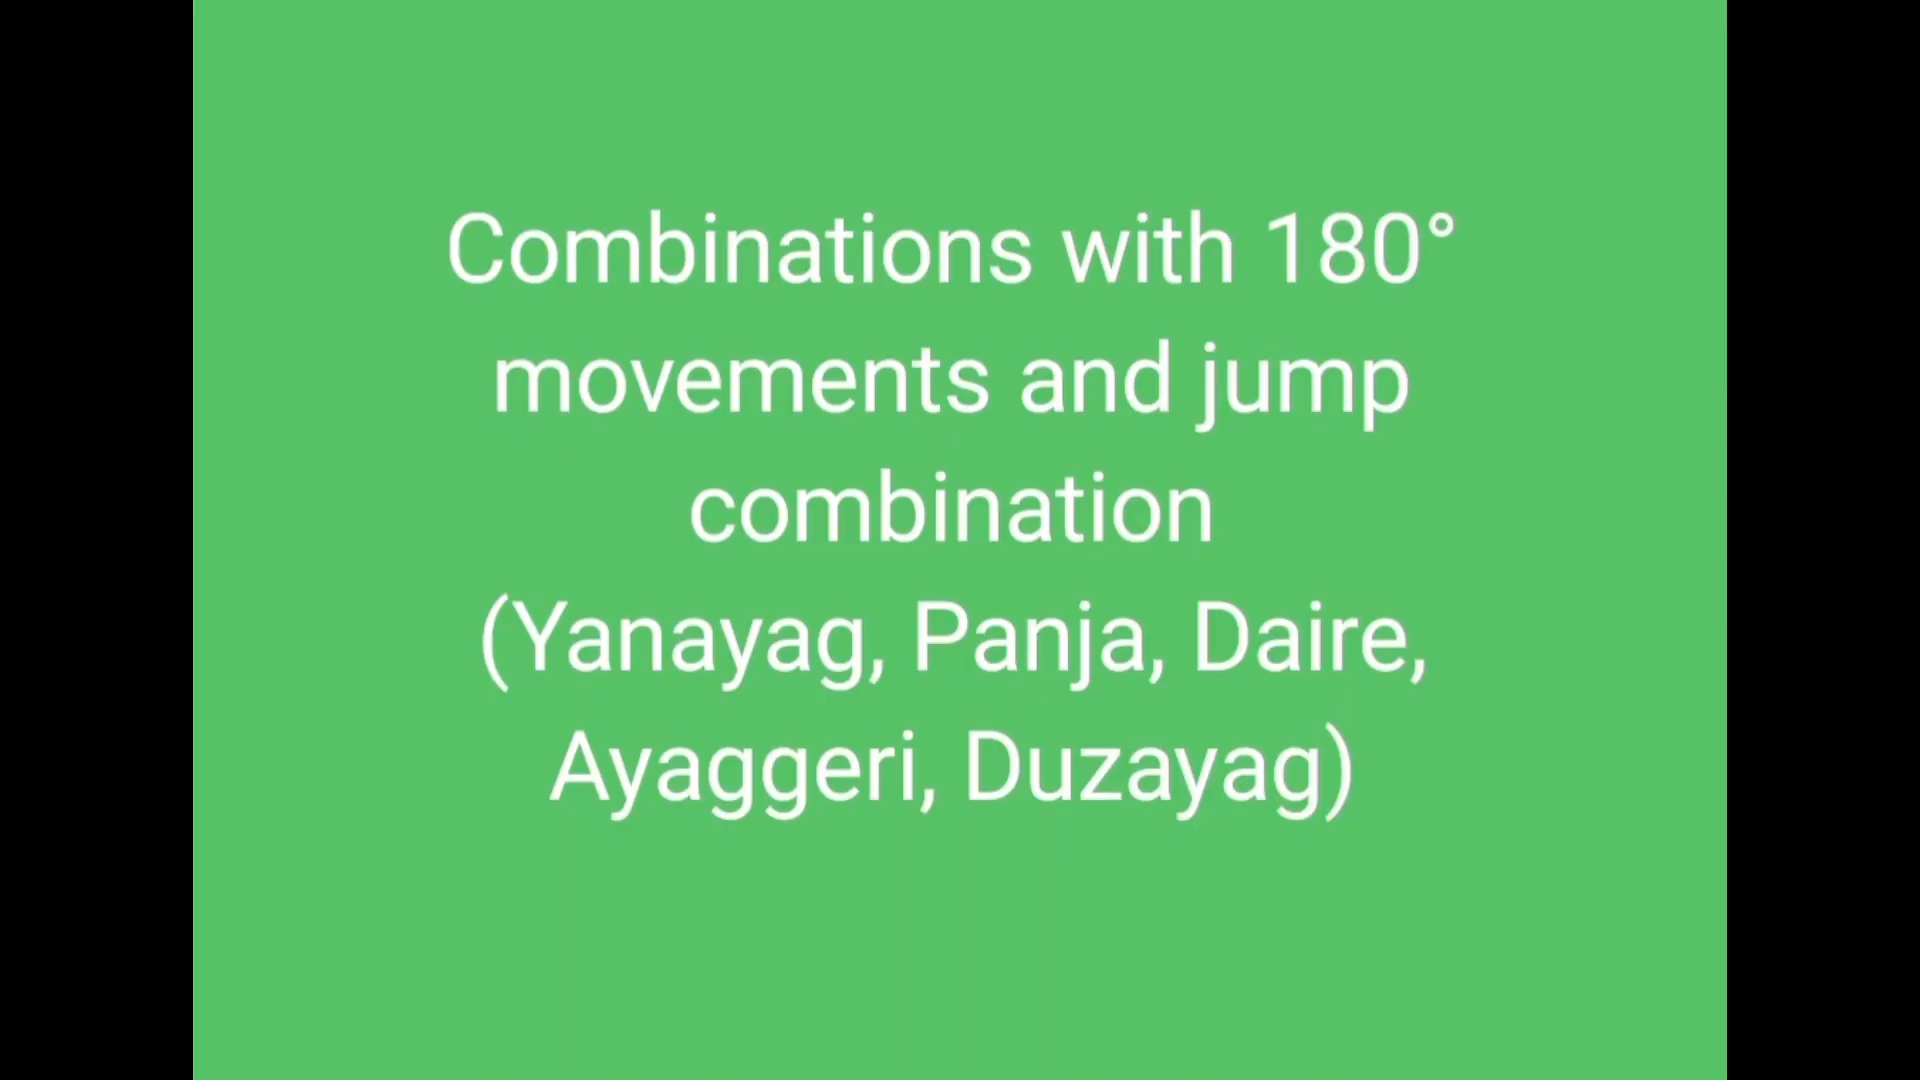 Combinations with 180°
movements and jump
combination
(Yanayag, Panja, Daire,
Ayaggeri, Duzayag)